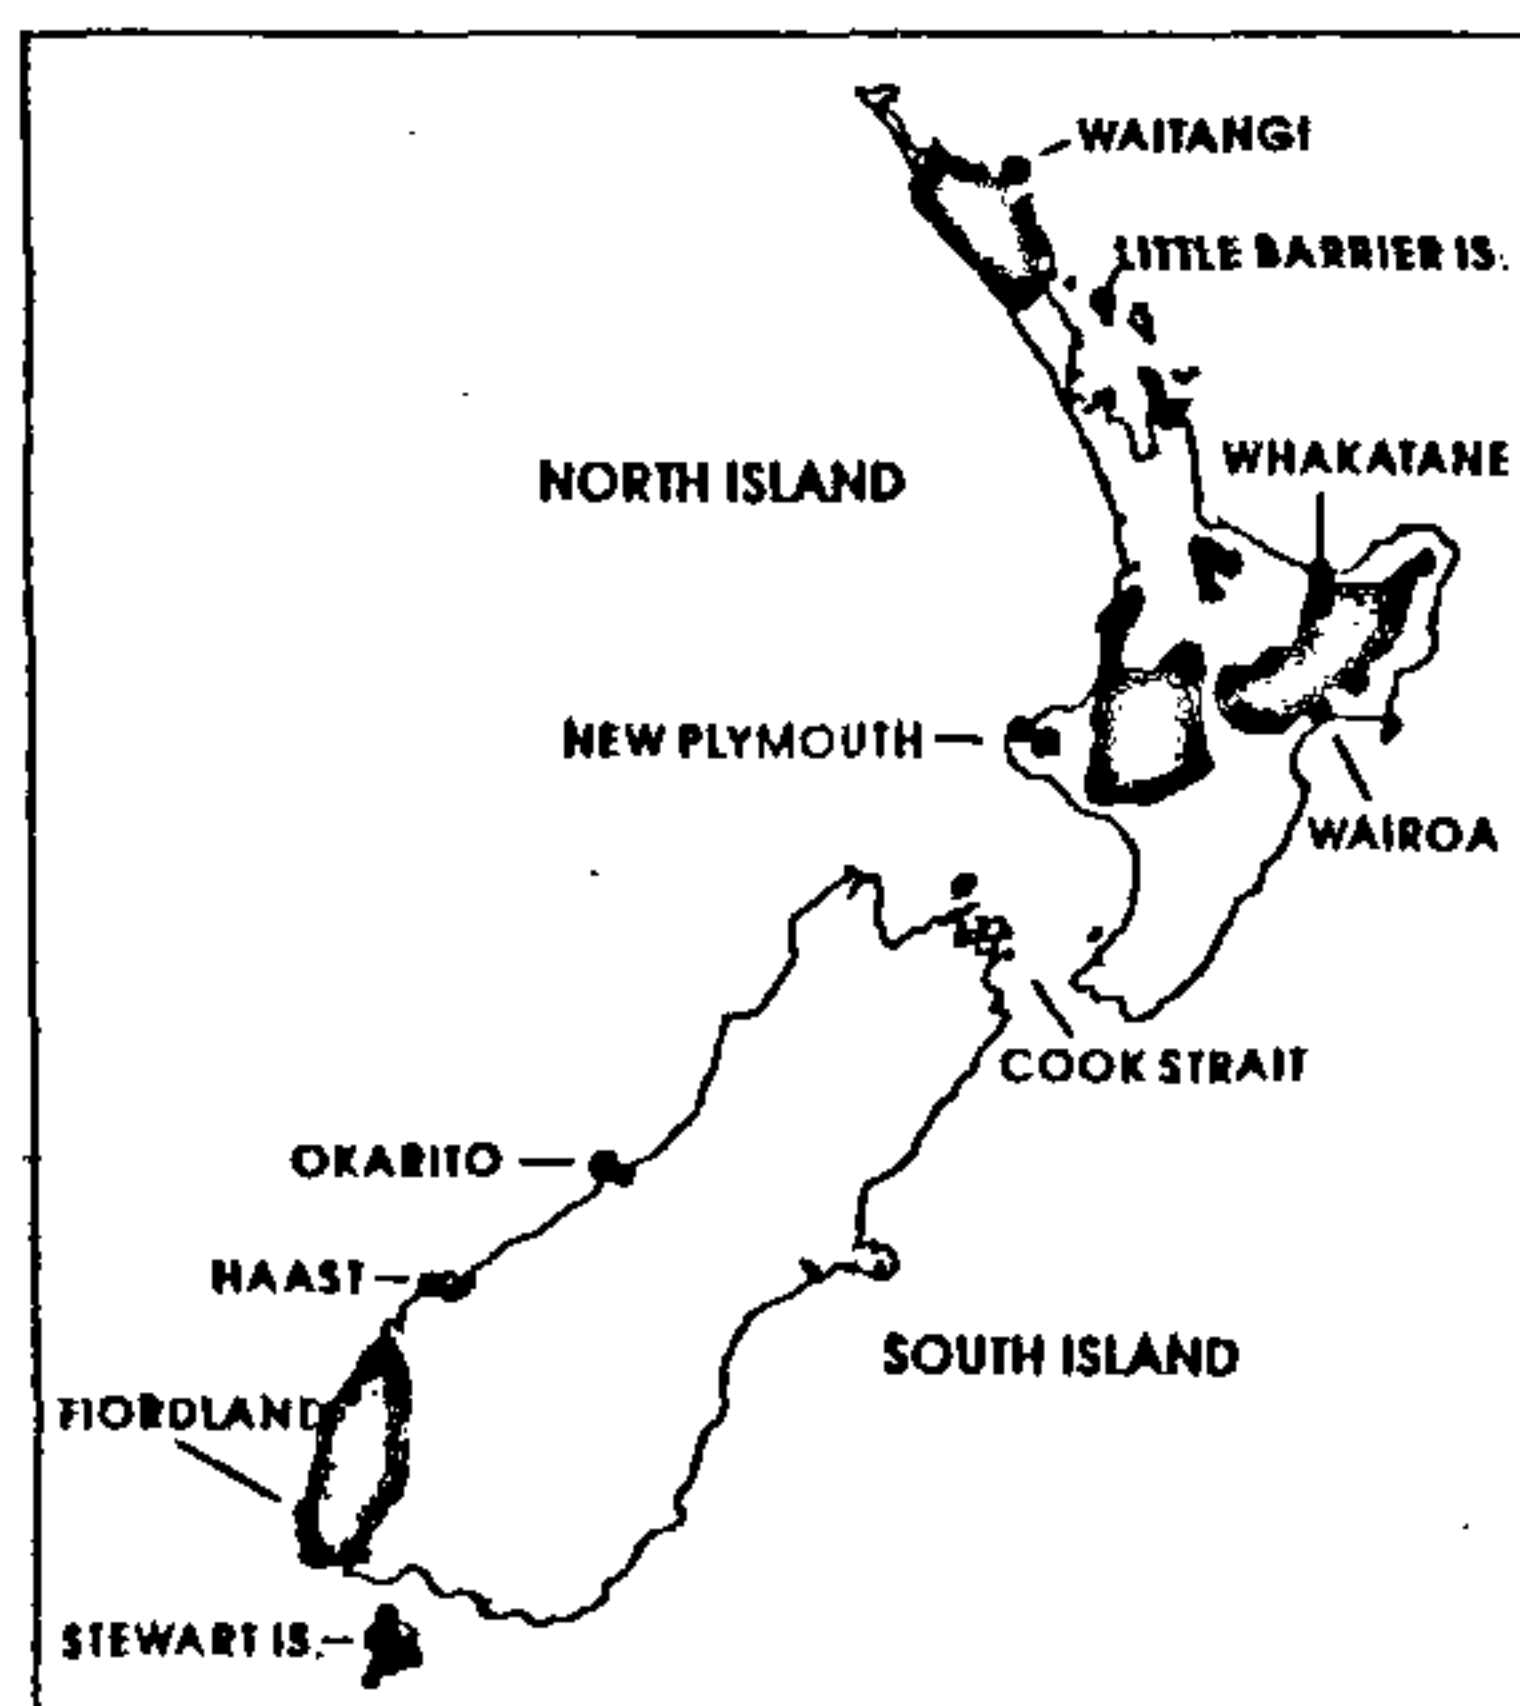 WAITANGI
LITTLE BARRIER IS.
WHAKATANE
NORTH ISLAND
NEW PLYMOUTH
WAIROA
COOK STRAIT
OKARITO
HAAST
SOUTH ISLAND
FIORDLAND
STEWART IS.